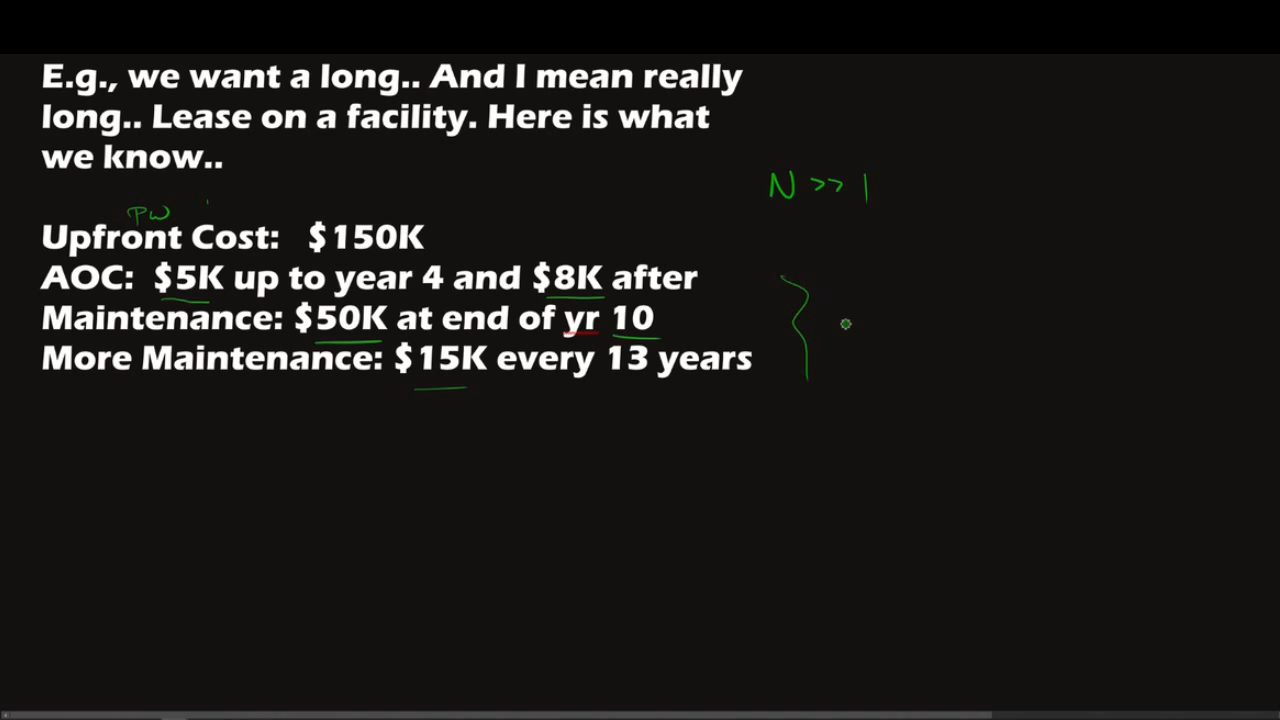 E.g., we want a long.. And I mean really
long.. Lease on a facility. Here is what
we know..
N >> 1
PW
Upfront Cost: $150K
AOC: $5K up to year 4 and $8K after
Maintenance: $50K at end of yr 10
More Maintenance: $15K every 13 years